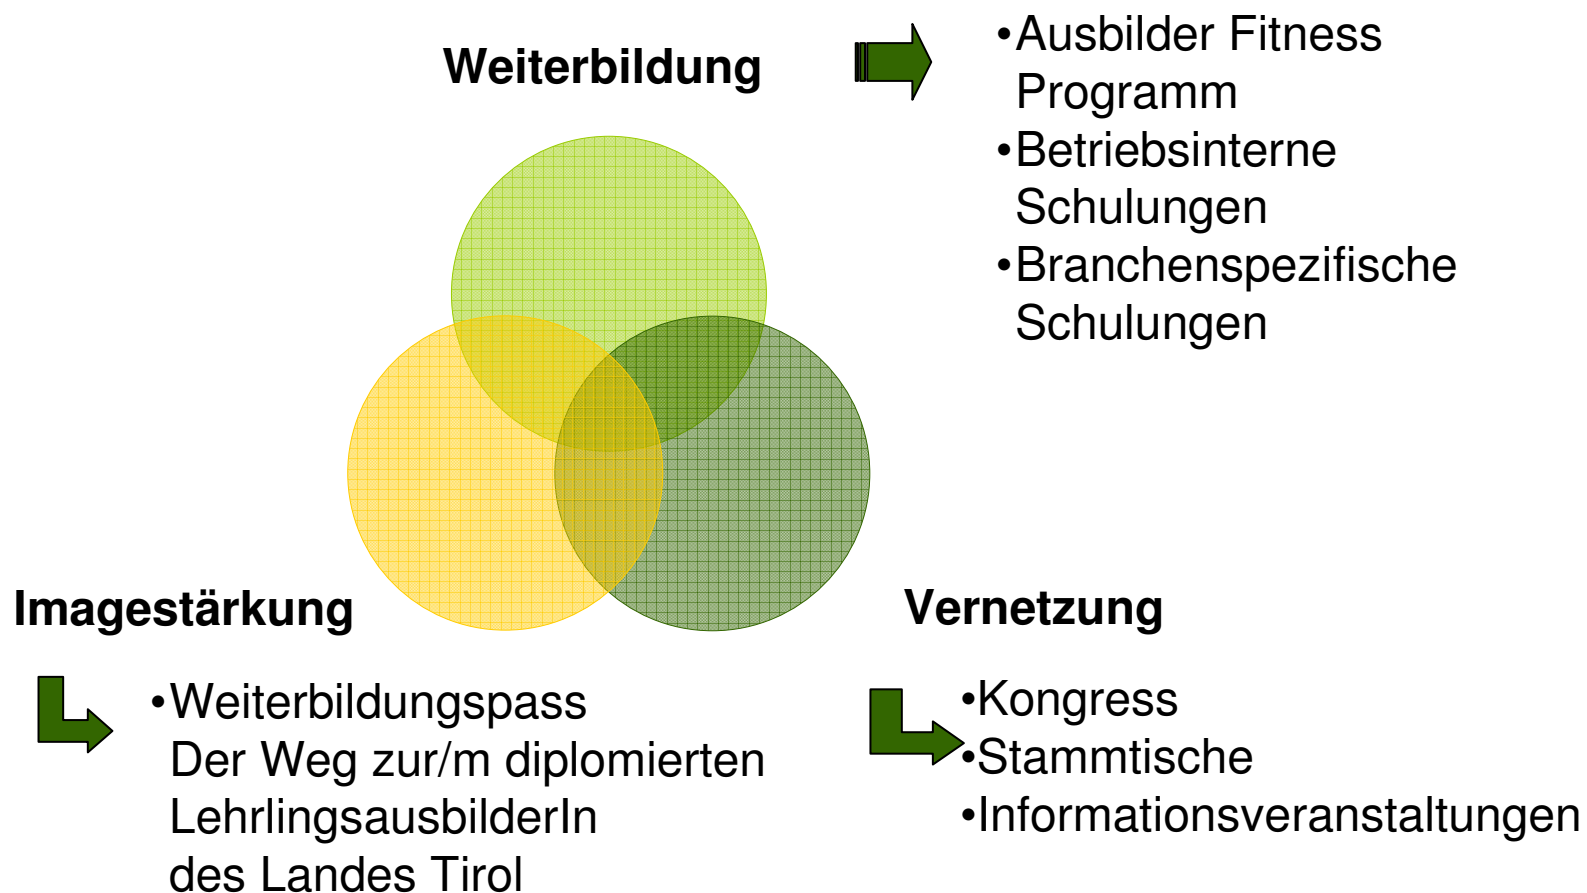 Weiterbildung
•Ausbilder Fitness
Programm
•Betriebsinterne
Schulungen
•Branchenspezifische
Schulungen
Imagestärkung
•Weiterbildungspass
Der Weg zur/m diplomierten
LehrlingsausbilderIn
des Landes Tirol
Vernetzung
•Kongress
•Stammtische
•Informationsveranstaltungen